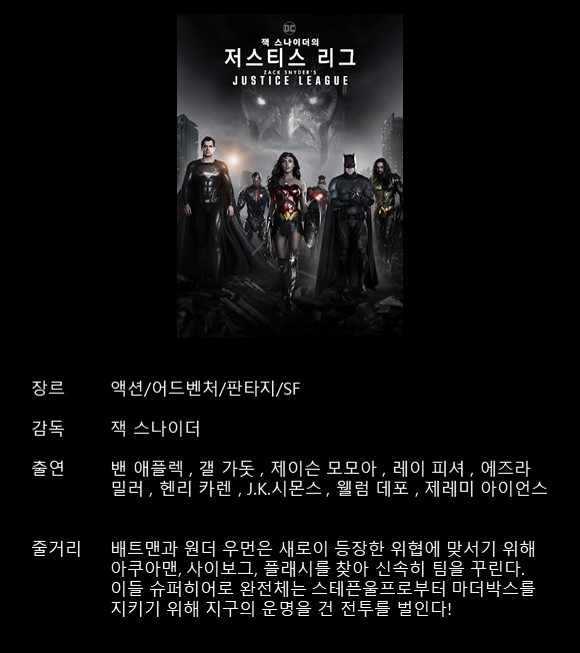 DC
잭 스나이더의
저스티스 리그
ZACK SNYDER'S
JUSTICE LEAGUE
장르 액션/어드벤처/판타지/SF
감독 잭 스나이더
출연 밴 애플렉 , 갤 가돗 , 제이슨 모모아 , 레이 피셔 , 에즈라
밀러 , 헨리 카렌 , J.K.시몬스 , 웰럼 데포 , 제레미 아이언스
줄거리 배트맨과 원더 우먼은 새로이 등장한 위협에 맞서기 위해
아쿠아맨, 사이보그, 플래시를 찾아 신속히 팀을 꾸린다.
이들 슈퍼히어로 완전체는 스테픈울프로부터 마더박스를
지키기 위해 지구의 운명을 건 전투를 벌인다!